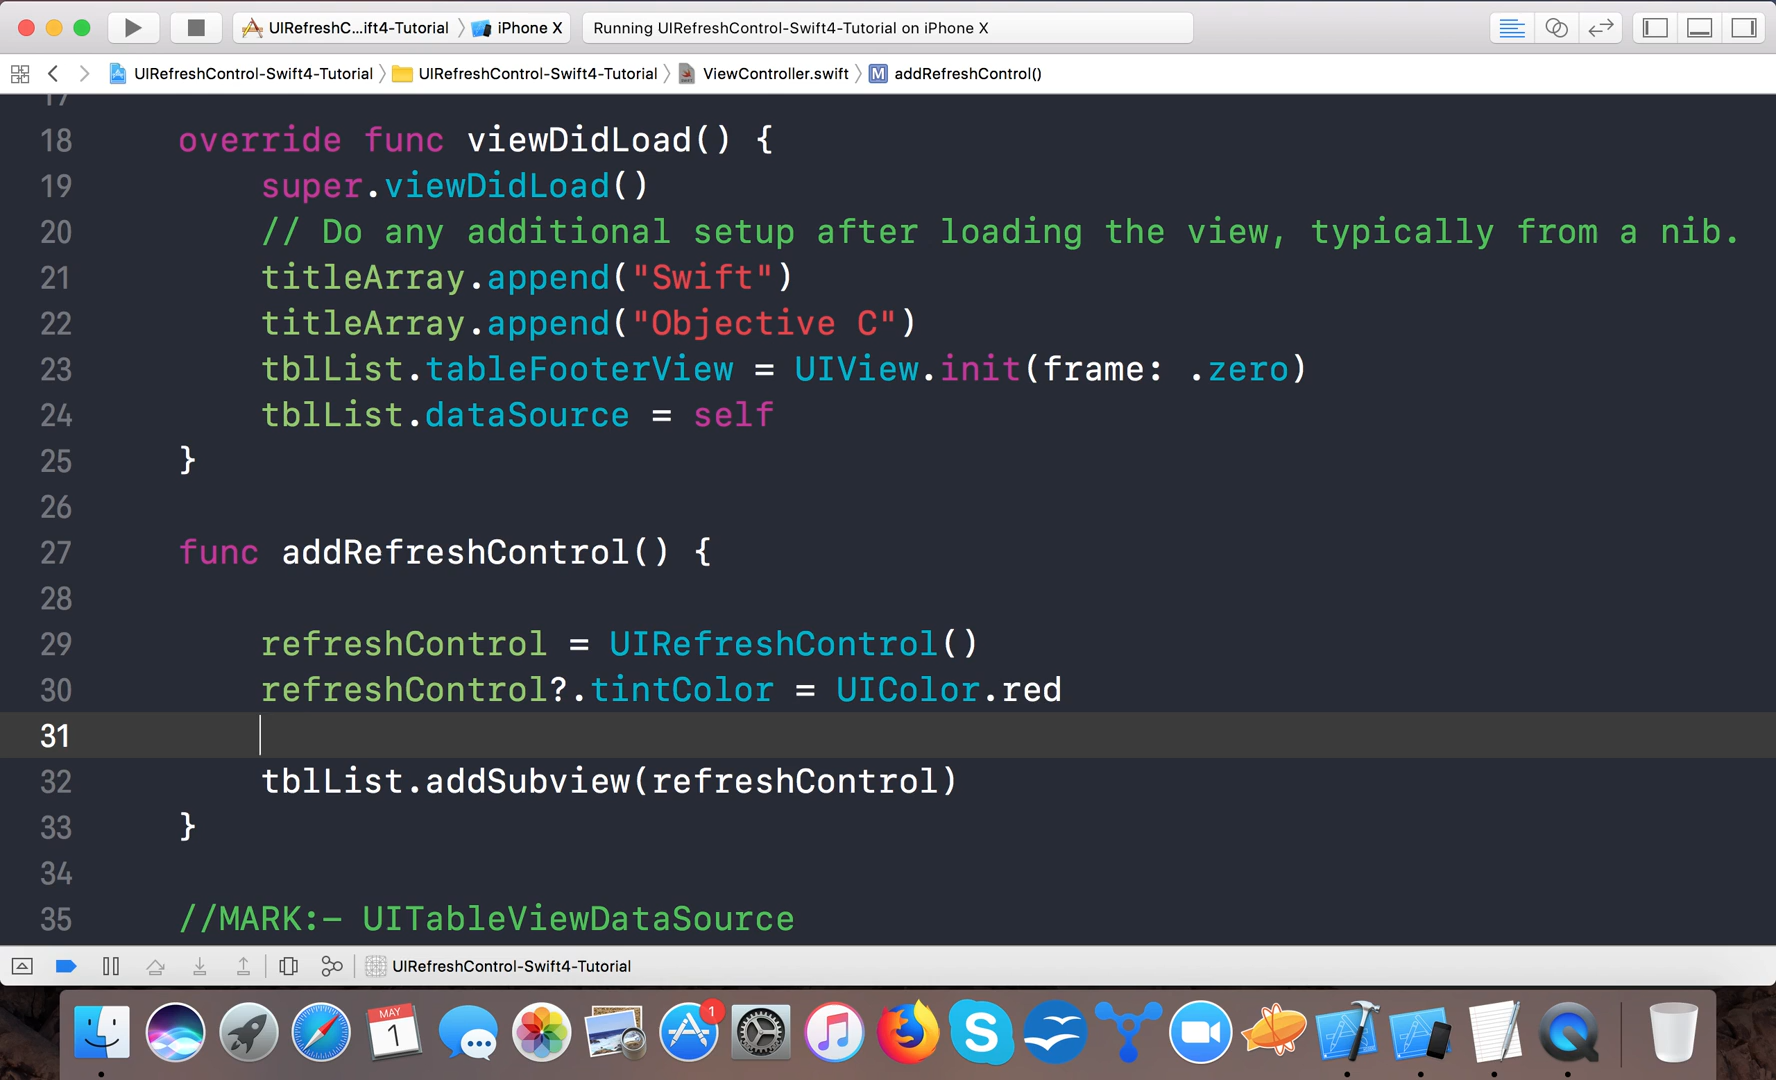 UIRefreshC...ift4-Tutorial
iPhone X
Running UIRefreshControl-Swift4-Tutorial on iPhone X
UIRefreshControl-Swift4-Tutorial
UIRefreshControl-Swift4-Tutorial
ViewController.swift
M
addRefreshControl()
17
18 override func viewDidLoad() {
19 super.viewDidLoad()
20 // Do any additional setup after loading the view, typically from a nib.
21 titleArray.append("Swift")
22 titleArray.append("Objective C")
23 tblList.tableFooterView = UIView.init(frame: .zero)
24 tblList.dataSource = self
25 }
26
27 func addRefreshControl() {
28
29 refreshControl = UIRefreshControl()
30 refreshControl?.tintColor = UIColor.red
31
32 tblList.addSubview(refreshControl)
33 }
34
35 //MARK:- UITableViewDataSource
UIRefreshControl-Swift4-Tutorial
MAY
1
1
S